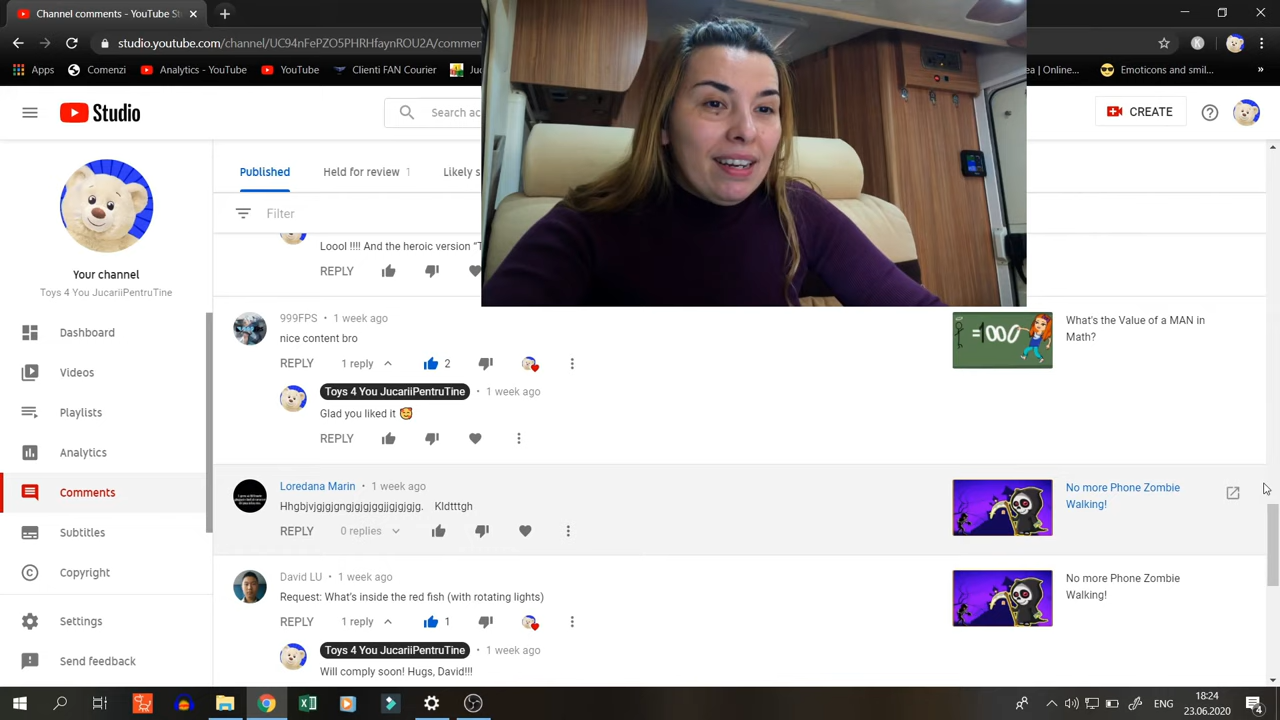 YouTube St
studio.youtube.com/channel/UC94nFePZO5PHRHfaynROU2A/comme
Apps
Comenzi
Analytics - YouTube
YouTube
Clienti FAN Courier
Online...
Emoticons and smil...
»
Studio
Search ac
CREATE
Your channel
Toys 4 You JucariiPentruTine
Dashboard
Videos
Playlists
Analytics
Comments
Subtitles
Copyright
Settings
Send feedback
Published
Held for review 1
Likely s
Filter
Loool !!!! And the heroic version "T
REPLY
999FPS • 1 week ago
nice content bro
REPLY 1 reply 2
What's the Value of a MAN in
Math?
=1000
Toys 4 You JucariiPentruTine • 1 week ago
Glad you liked it 🥰
REPLY
Loredana Marin • 1 week ago
Hhgbjvjgjgjgngjgjgjggjjgjgjgjg. Kldtttgh
REPLY 0 replies
No more Phone Zombie
Walking!
David LU • 1 week ago
Request: What's inside the red fish (with rotating lights)
REPLY 1 reply 1
No more Phone Zombie
Walking!
Toys 4 You JucariiPentruTine • 1 week ago
Will comply soon! Hugs, David!!!
ENG
18:24
23.06.2020